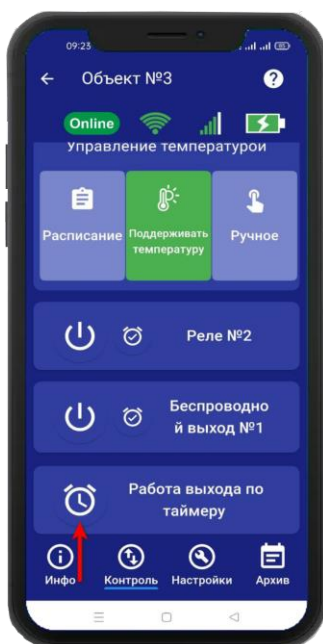 09:23
Объект №3
Online
Управление температурой
Расписание
Поддерживать
температуру
Ручное
Реле №2
Беспроводно
й выход №1
Работа выхода по
таймеру
Инфо
Контроль
Настройки
Архив